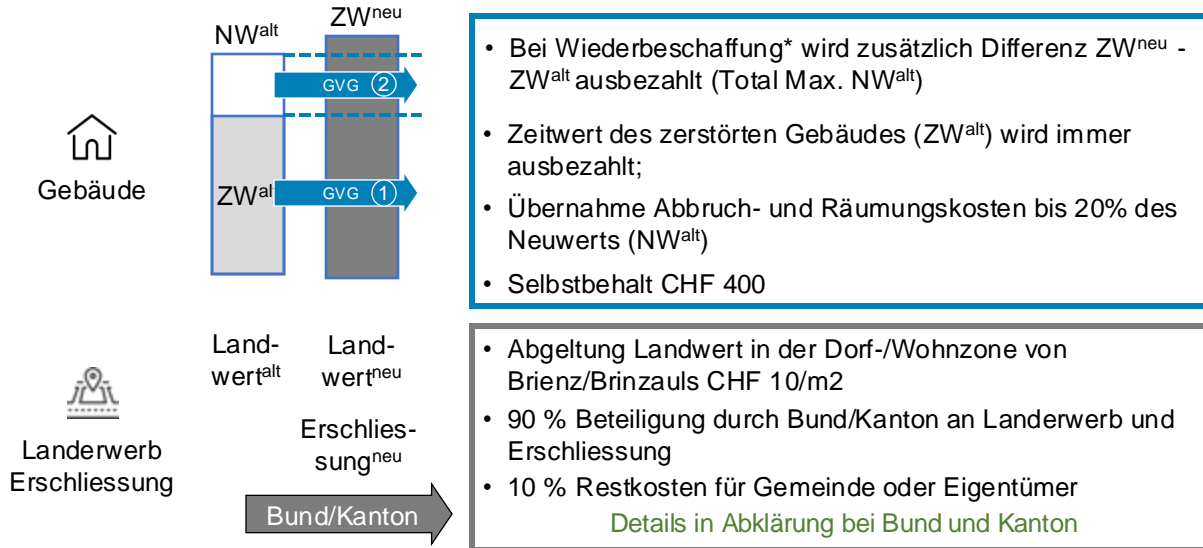 NWalt
ZWneu
GVG 2
ZWalt
GVG 1
Gebäude
• Bei Wiederbeschaffung* wird zusätzlich Differenz ZWneu -
ZWalt ausbezahlt (Total Max. NWalt)
• Zeitwert des zerstörten Gebäudes (ZWalt) wird immer
ausbezahlt;
• Übernahme Abbruch- und Räumungskosten bis 20% des
Neuwerts (NWalt)
• Selbstbehalt CHF 400
Land-
wertalt
Land-
wertneu
Erschlies-
sungneu
Landerwerb
Erschliessung
Bund/Kanton
• Abgeltung Landwert in der Dorf-/Wohnzone von
Brienz/Brinzauls CHF 10/m2
• 90 % Beteiligung durch Bund/Kanton an Landerwerb und
Erschliessung
• 10 % Restkosten für Gemeinde oder Eigentümer
Details in Abklärung bei Bund und Kanton